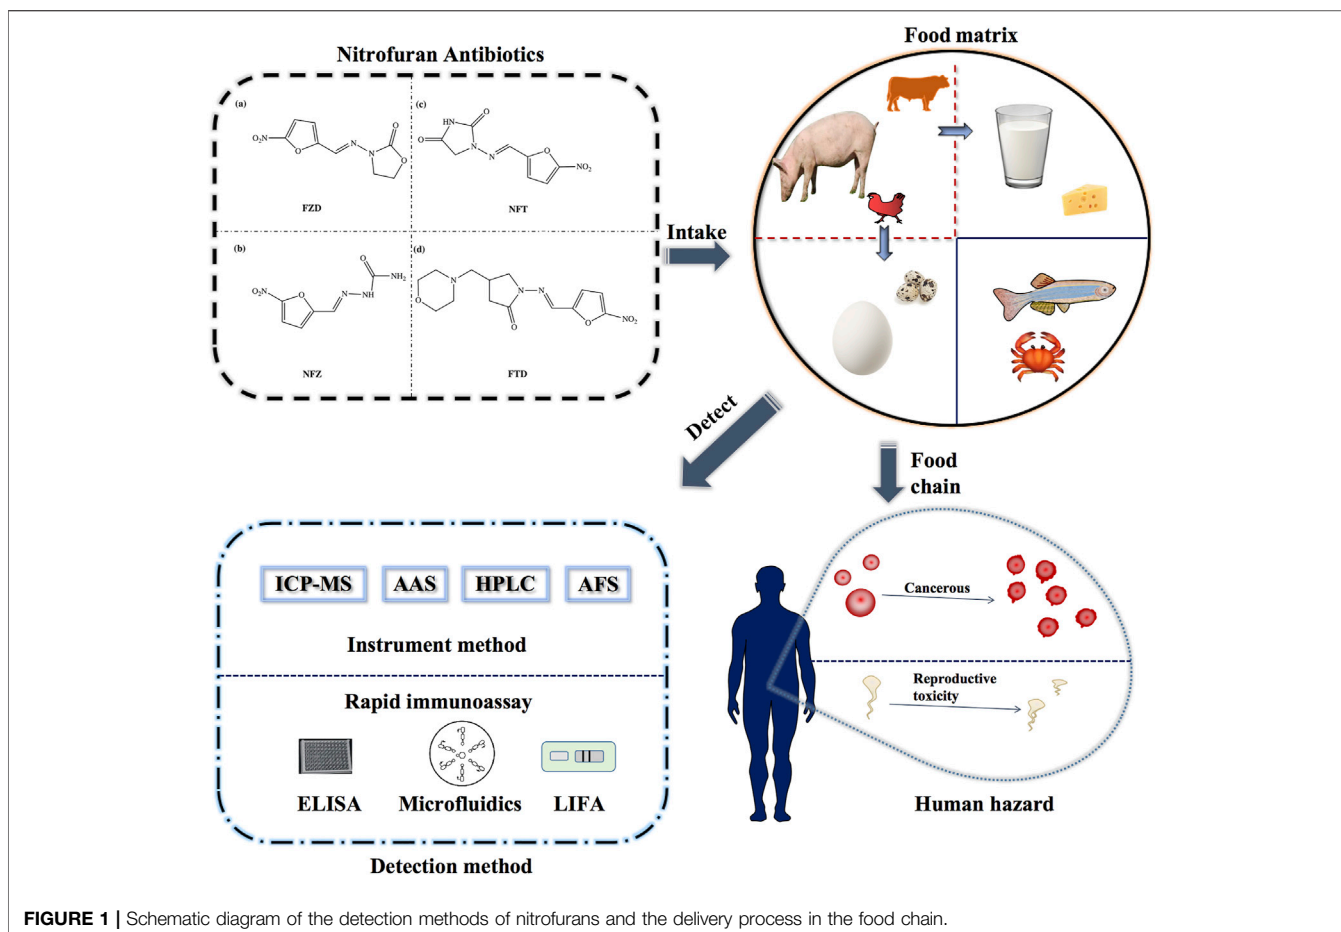 Nitrofuran Antibiotics
(a)
O₂N
O
N
N
O
O
FZD
(c)
HN
O
O
N
N
O
NO₂
NFT
(b)
O₂N
O
N
NH
O
NH₂
NFZ
(d)
O
N
N
O
N
O
NO₂
FTD
Intake
Food matrix
Detect
Food
chain
ICP-MS
AAS
HPLC
AFS
Instrument method
Rapid immunoassay
ELISA
Microfluidics
LIFA
Detection method
Cancerous
Reproductive
toxicity
Human hazard
FIGURE 1 | Schematic diagram of the detection methods of nitrofurans and the delivery process in the food chain.